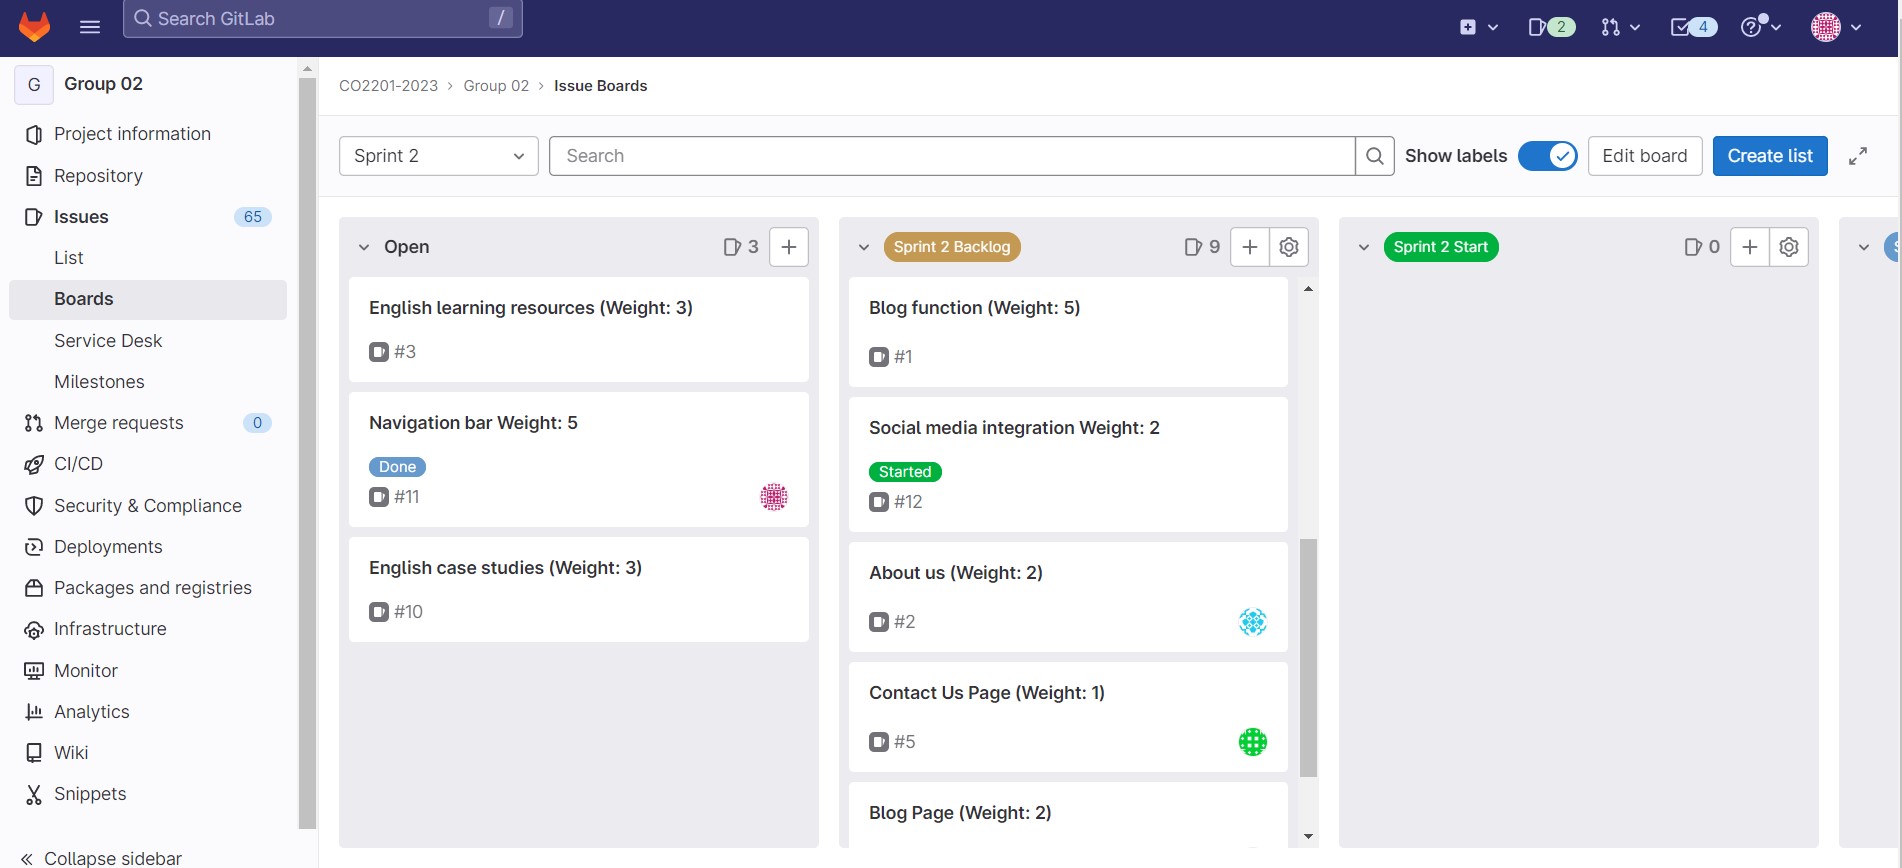 Search GitLab
/
2
4
G
Group 02
Project information
Repository
Issues
65
List
Boards
Service Desk
Milestones
Merge requests
0
CI/CD
Security & Compliance
Deployments
Packages and registries
Infrastructure
Monitor
Analytics
Wiki
Snippets
Collapse sidebar
CO2201-2023 > Group 02 > Issue Boards
Sprint 2
Search
Show labels
Edit board
Create list
Open
3
English learning resources (Weight: 3)
#3
Navigation bar Weight: 5
Done
#11
English case studies (Weight: 3)
#10
Sprint 2 Backlog
9
Blog function (Weight: 5)
#1
Social media integration Weight: 2
Started
#12
About us (Weight: 2)
#2
Contact Us Page (Weight: 1)
#5
Blog Page (Weight: 2)
Sprint 2 Start
0